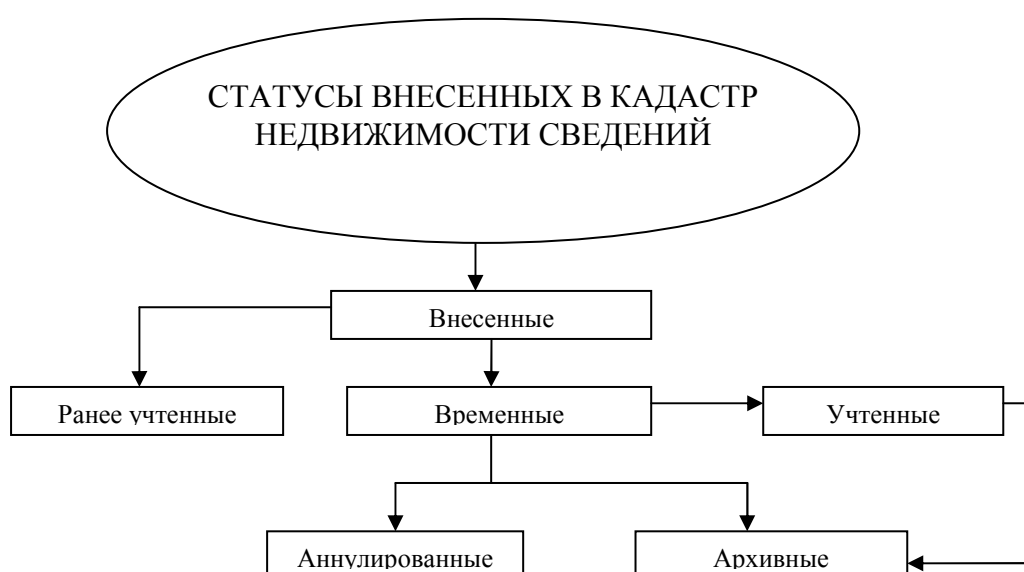 СТАТУСЫ ВНЕСЕННЫХ В КАДАСТР
НЕДВИЖИМОСТИ СВЕДЕНИЙ
Внесенные
Ранее учтенные
Временные
Учтенные
Аннулированные
Архивные